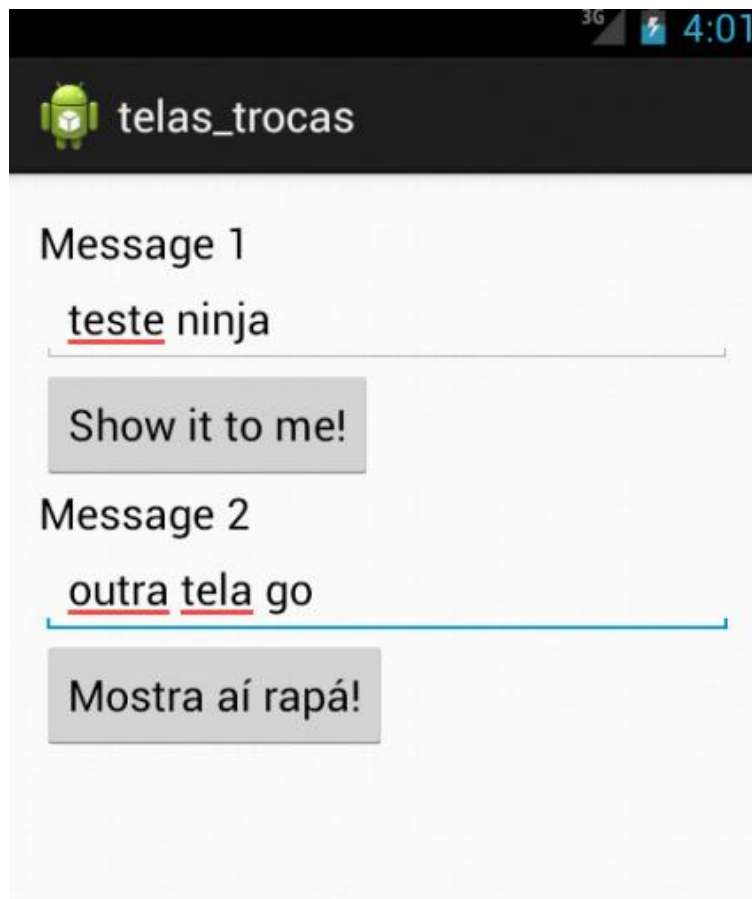 3G 4:01
telas_trocas
Message 1
teste ninja
Show it to me!
Message 2
outra tela go
Mostra aí rapá!